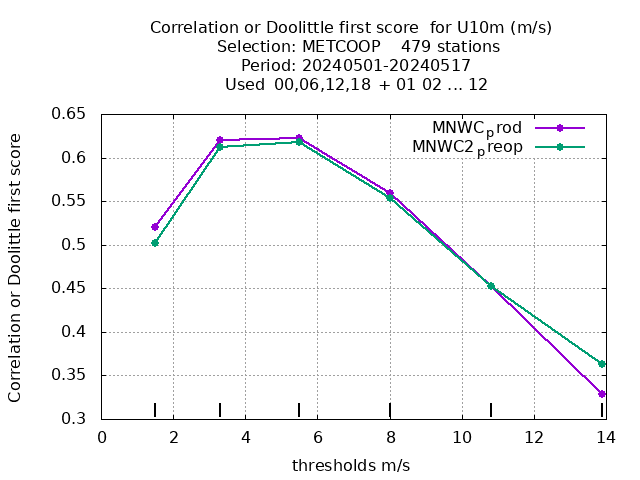 Correlation or Doolittle first score  for U10m (m/s)
Selection: METCOOP    479 stations
Period: 20240501-20240517
Used  00,06,12,18 + 01 02 ... 12
MNWC_prod
MNWC2_preop
0.65
0.6
0.55
0.5
0.45
0.4
0.35
0.3
0 2 4 6 8 10 12 14
Correlation or Doolittle first score
thresholds m/s